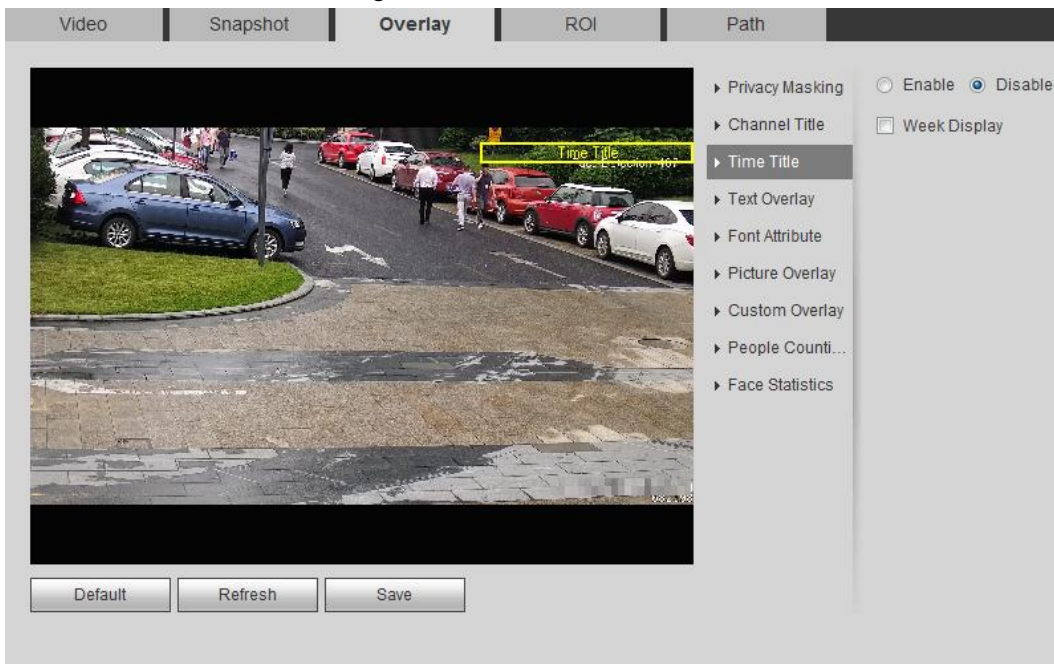 Video Snapshot Overlay ROI Path
Privacy Masking
Enable Disable
Channel Title
Week Display
Time Title
Time Title
Text Overlay
Font Attribute
Picture Overlay
Custom Overlay
People Counti...
Face Statistics
Default Refresh Save